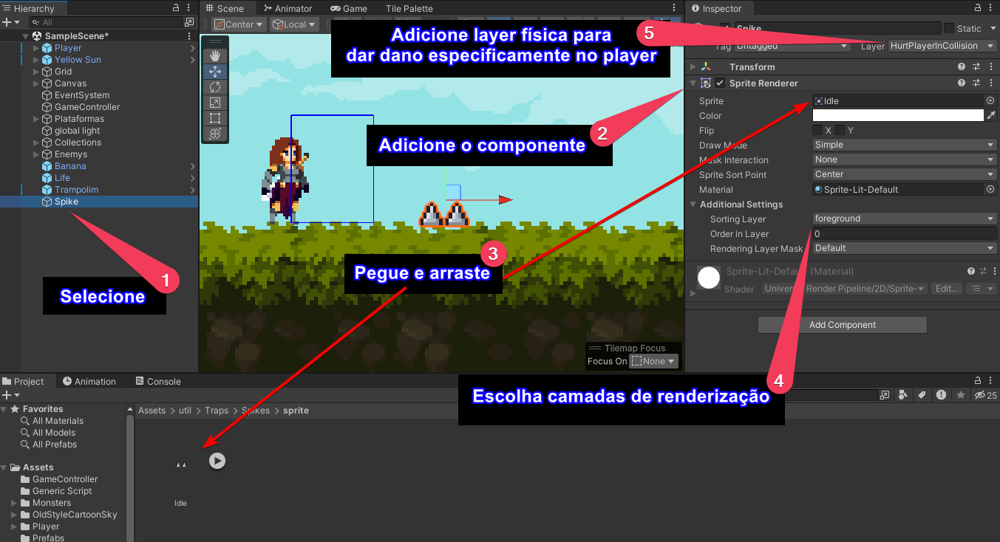 Hierarchy
All
SampleScene*
Player
Yellow Sun
Grid
Canvas
EventSystem
GameController
Plataformas
global light
Collections
Enemys
Banana
Life
Trampolim
Spike
1
Selecione
Scene
Animator
Game
Tile Palette
Center
Local
Adicione layer física para
dar dano especificamente no player
5
Adicione o componente
2
Pegue e arraste
3
Tilemap Focus
Focus On
None
Inspector
Spike
Static
Tag Untagged
Layer HurtPlayerInCollision
Transform
Sprite Renderer
Sprite Idle
Color
Flip X Y
Draw Mode Simple
Mask Interaction None
Sprite Sort Point Center
Material Sprite-Lit-Default
Additional Settings
Sorting Layer foreground
Order in Layer 0
Rendering Layer Mask Default
Sprite-Lit-Default (Material)
Shader Univers Render Pipeline/2D/Sprite- Edit...
Add Component
4
Escolha camadas de renderização
Project
Animation
Console
25
Favorites
All Materials
All Models
All Prefabs
Assets
GameController
Generic Script
Monsters
OldStyleCartoonSky
Player
Prefabs
Assets > util > Traps > Spikes > sprite
Idle